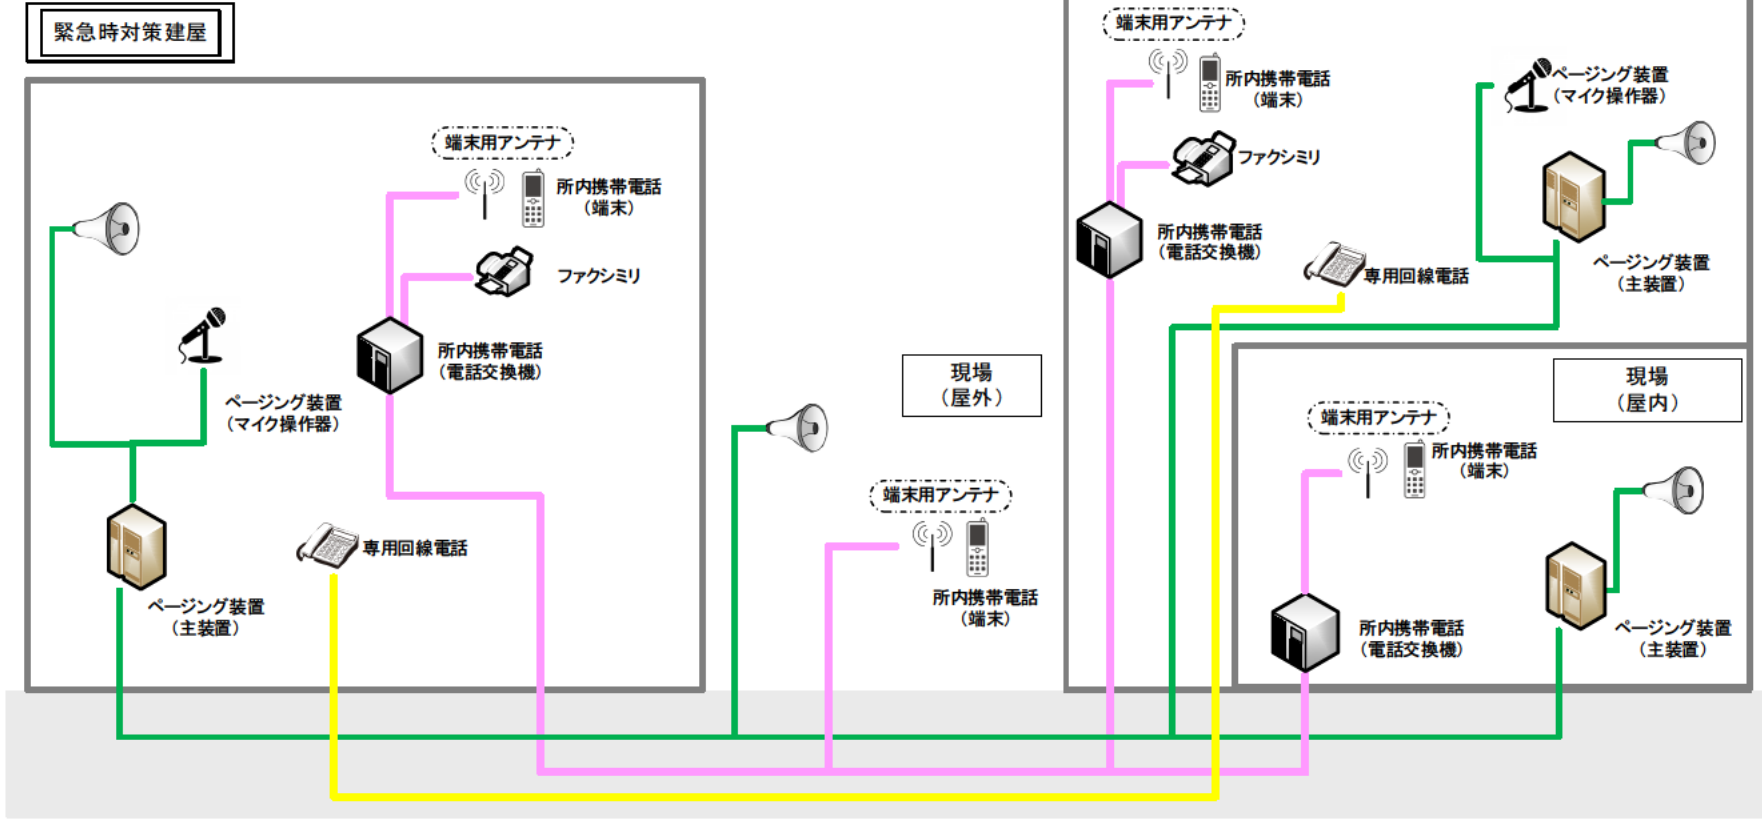 緊急時対策建屋
端末用アンテナ
所内携帯電話
（端末）
ファクシミリ
所内携帯電話
（電話交換機）
ページング装置
（マイク操作器）
専用回線電話
ページング装置
（主装置）
現場
（屋外）
端末用アンテナ
所内携帯電話
（端末）
端末用アンテナ
所内携帯電話
（端末）
ファクシミリ
所内携帯電話
（電話交換機）
専用回線電話
ページング装置
（マイク操作器）
ページング装置
（主装置）
現場
（屋内）
端末用アンテナ
所内携帯電話
（端末）
所内携帯電話
（電話交換機）
ページング装置
（主装置）